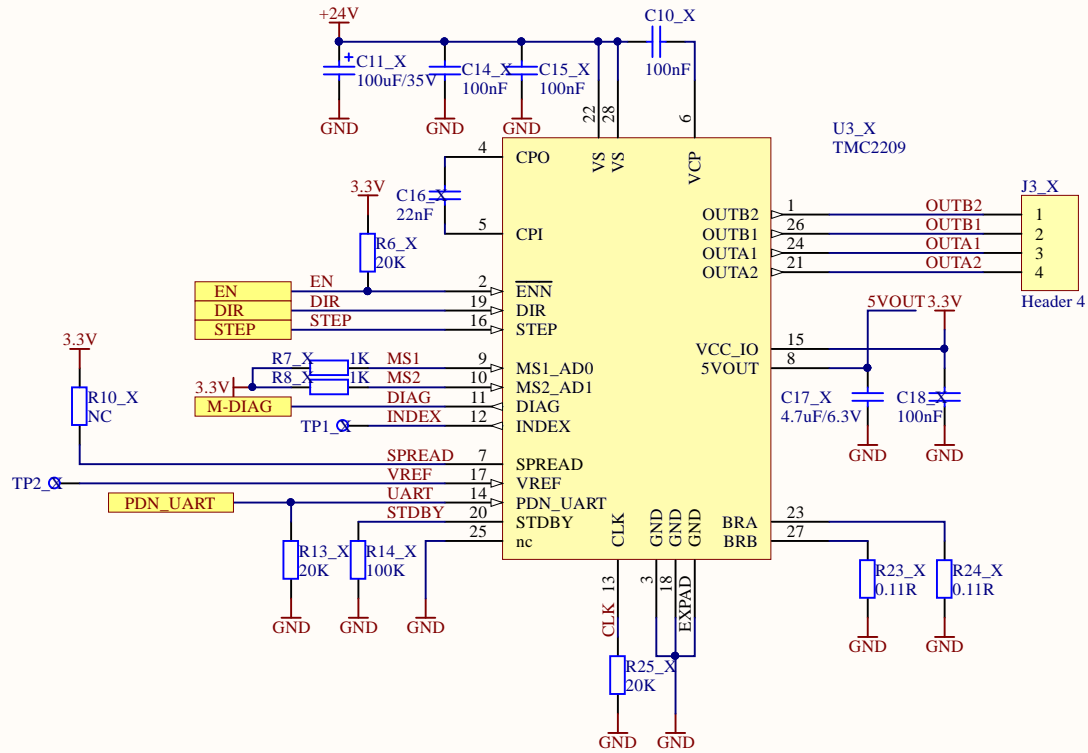 +24V
C10_X
100nF
C11_X
100uF/35V
C14_X
100nF
C15_X
100nF
GND
GND
GND
22
28
6
VS
VS
VCP
U3_X
TMC2209
4
CPO
C16_X
22nF
5
CPI
3.3V
R6_X
20K
EN
EN
2
ENN
DIR
DIR
19
DIR
STEP
STEP
16
STEP
OUTB2
1
OUTB2
OUTB1
26
OUTB1
OUTA1
24
OUTA1
OUTA2
21
OUTA2
J3_X
1
2
3
4
Header 4
3.3V
R10_X
NC
R7_X
1K
MS1
9
MS1_AD0
3.3V
R8_X
1K
MS2
10
MS2_AD1
M-DIAG
DIAG
11
DIAG
TP1_X
INDEX
12
INDEX
5VOUT
3.3V
VCC_IO
15
5VOUT
8
C17_X
4.7uF/6.3V
C18_X
100nF
GND
GND
SPREAD
7
SPREAD
TP2_X
VREF
17
VREF
PDN_UART
UART
14
PDN_UART
STDBY
20
STDBY
25
nc
R13_X
20K
R14_X
100K
GND
GND
GND
CLK
GND
GND
GND
CLK
13
3
18
EXPAD
R25_X
20K
GND
GND
BRA
23
BRB
27
R23_X
0.11R
R24_X
0.11R
GND
GND